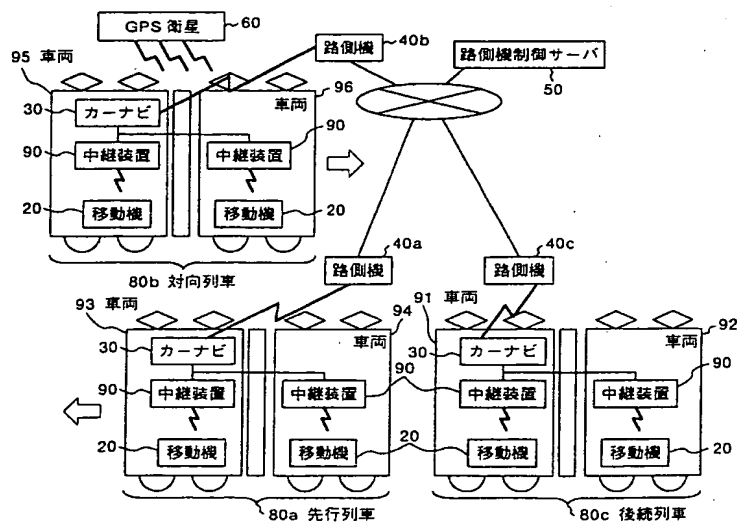 GPS 衛星
60
路側機
40b
路側機制御サーバ
50
95 車両
96
車両
30
カーナビ
90
中継装置
中継装置
90
20
移動機
移動機
20
80b 対向列車
路側機
40a
路側機
40c
93 車両
94
車両
91 車両
92
車両
30
カーナビ
30
カーナビ
90
中継装置
中継装置
90
中継装置
中継装置
90
20
移動機
移動機
20
移動機
移動機
20
80a 先行列車
80c 後続列車